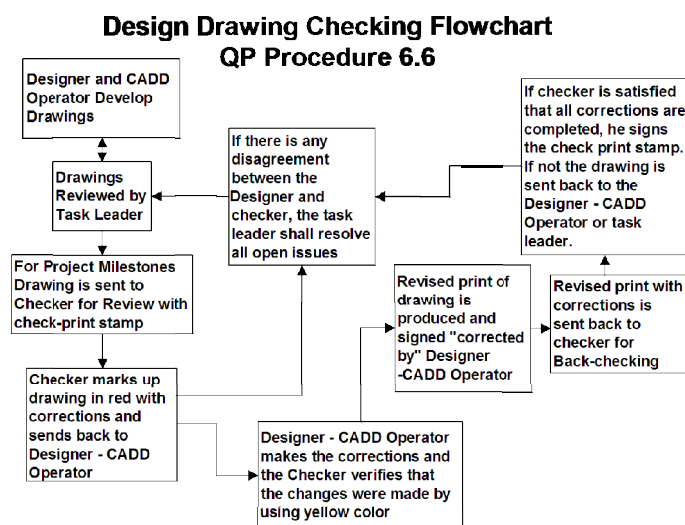 Design Drawing Checking Flowchart
QP Procedure 6.6
Designer and CADD
Operator Develop
Drawings
Drawings
Reviewed by
Task Leader
For Project Milestones
Drawing is sent to
Checker for Review with
check-print stamp
Checker marks up
drawing in red with
corrections and
sends back to
Designer - CADD
Operator
If there is any
disagreement
between the
Designer and
checker, the task
leader shall resolve
all open issues
Designer - CADD Operator
makes the corrections and
the Checker verifies that
the changes were made by
using yellow color
Revised print of
drawing is
produced and
signed "corrected
by" Designer
-CADD Operator
Revised print with
corrections is
sent back to
checker for
Back-checking
If checker is satisfied
that all corrections are
completed, he signs
the check print stamp.
If not the drawing is
sent back to the
Designer - CADD
Operator or task
leader.